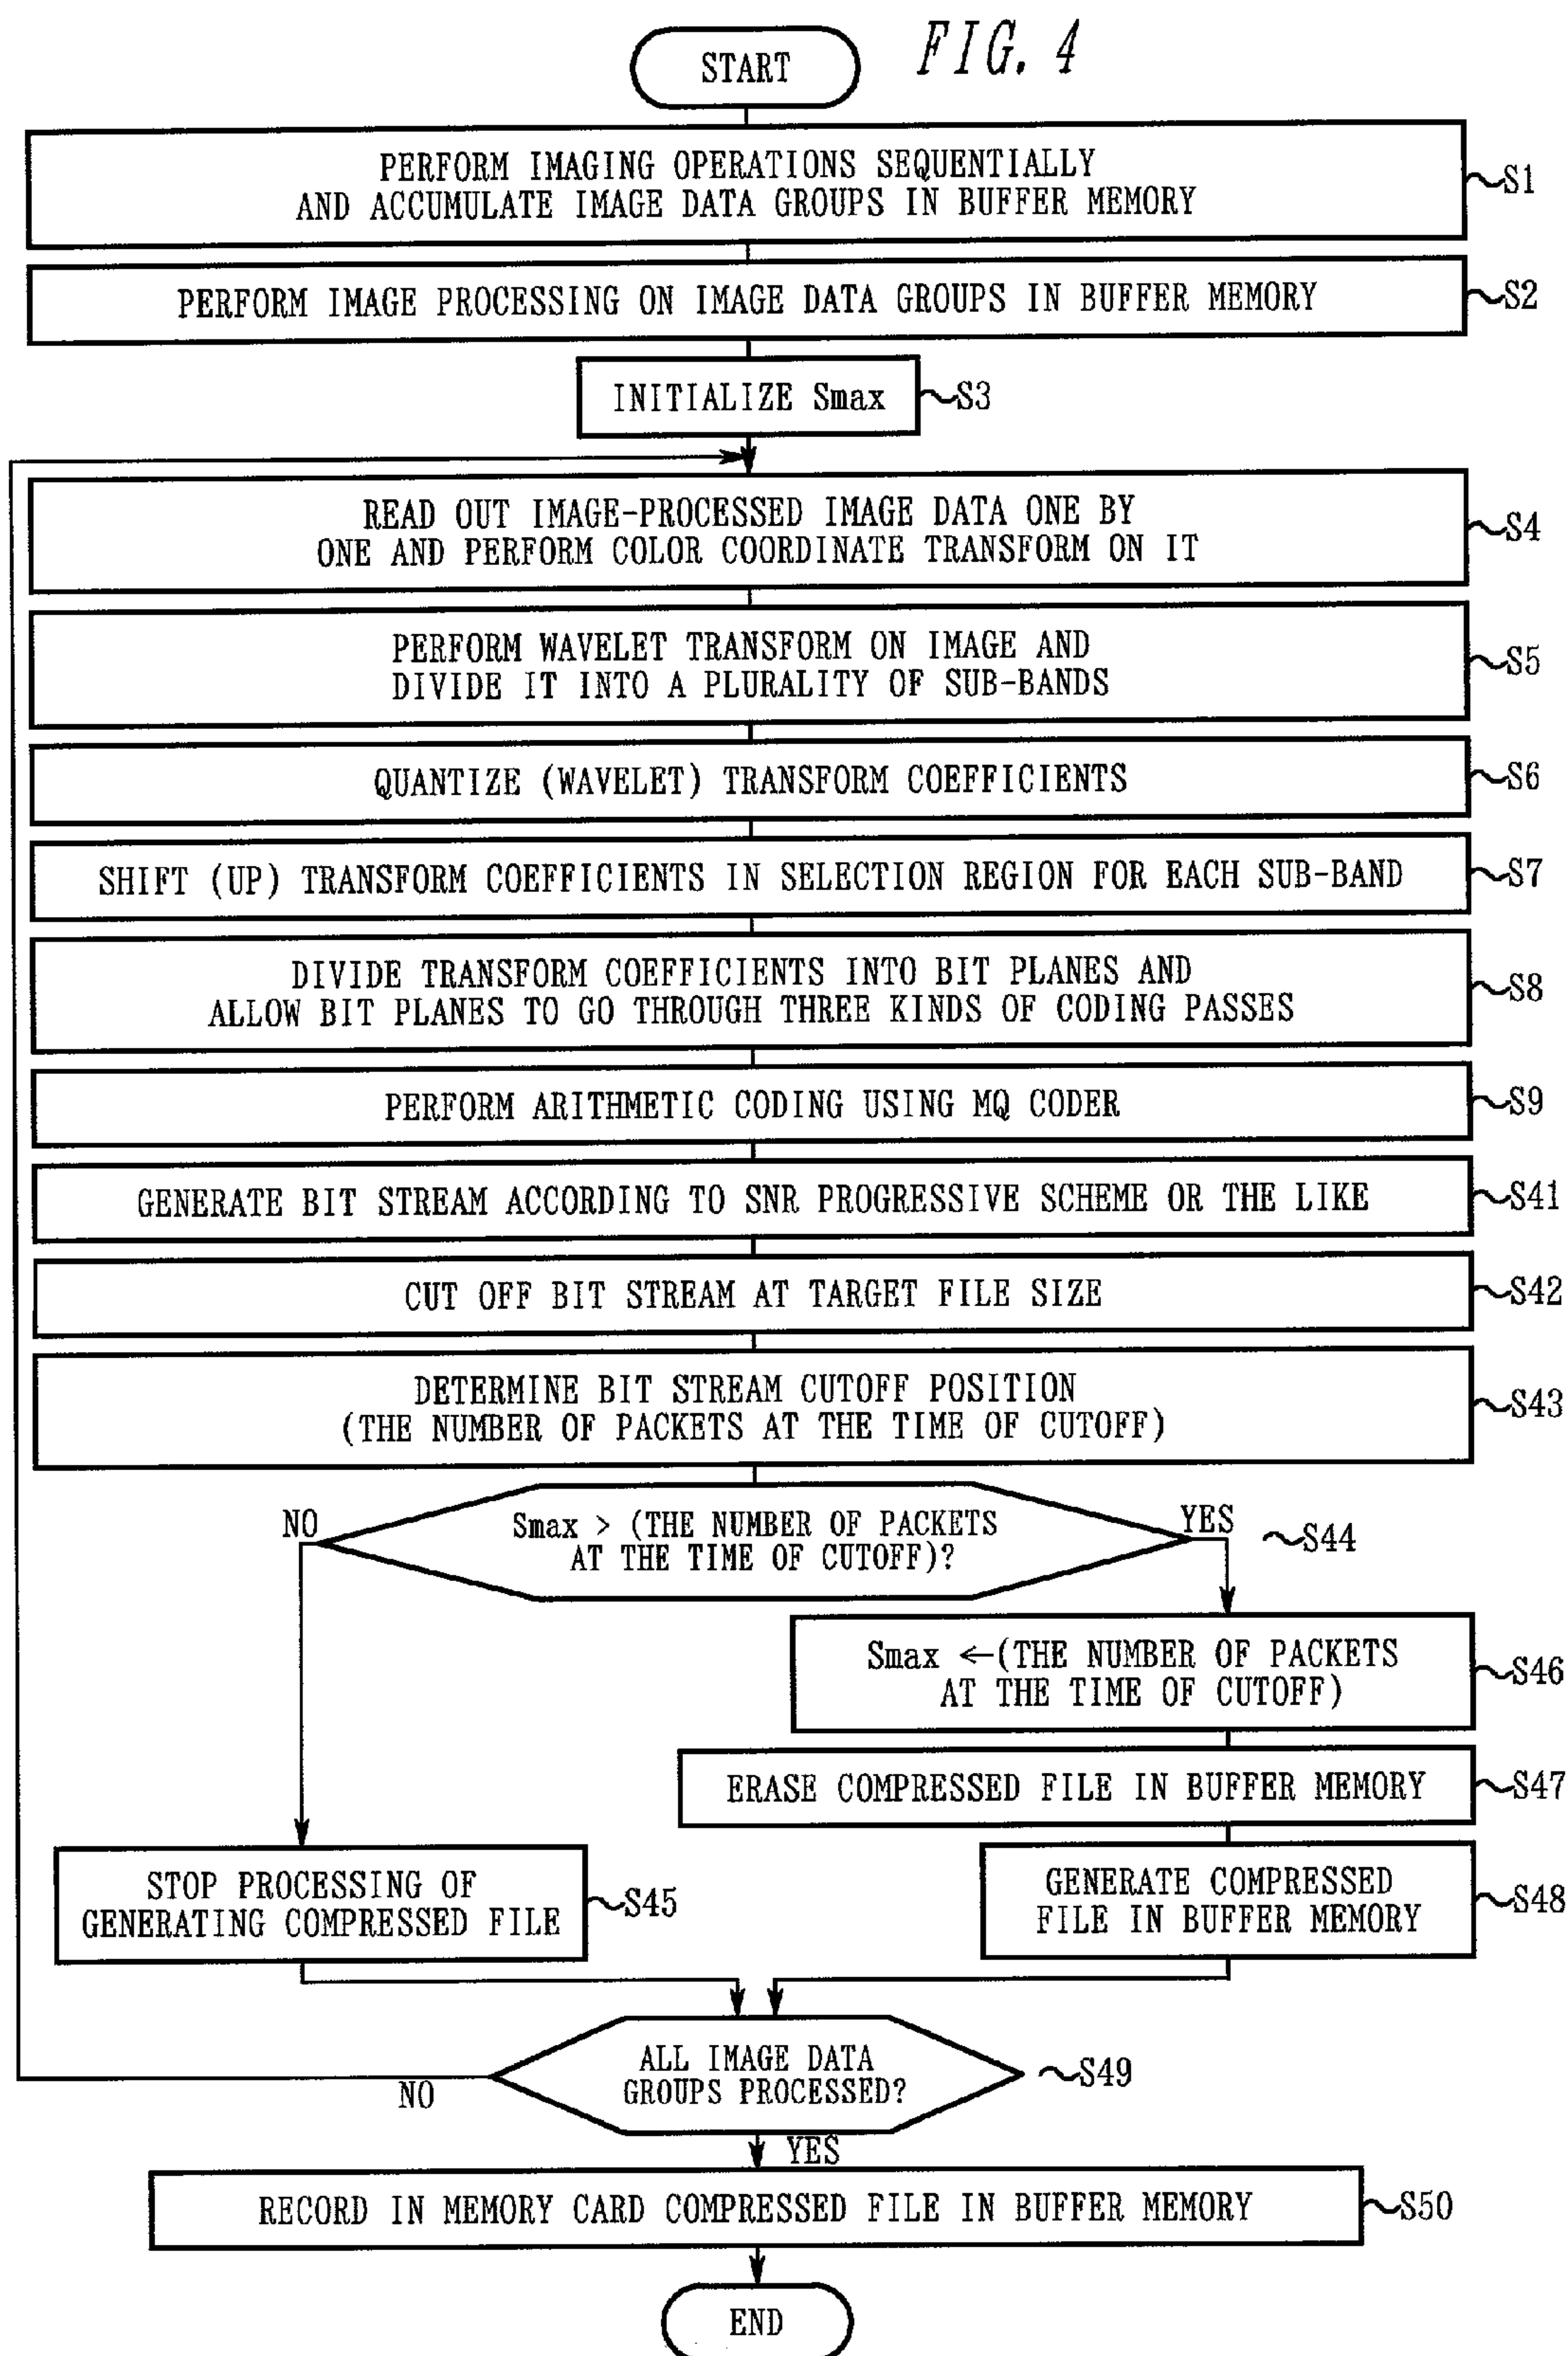 FIG. 4
START
PERFORM IMAGING OPERATIONS SEQUENTIALLY
AND ACCUMULATE IMAGE DATA GROUPS IN BUFFER MEMORY
S1
PERFORM IMAGE PROCESSING ON IMAGE DATA GROUPS IN BUFFER MEMORY
S2
INITIALIZE Smax
S3
READ OUT IMAGE-PROCESSED IMAGE DATA ONE BY
ONE AND PERFORM COLOR COORDINATE TRANSFORM ON IT
S4
PERFORM WAVELET TRANSFORM ON IMAGE AND
DIVIDE IT INTO A PLURALITY OF SUB-BANDS
S5
QUANTIZE (WAVELET) TRANSFORM COEFFICIENTS
S6
SHIFT (UP) TRANSFORM COEFFICIENTS IN SELECTION REGION FOR EACH SUB-BAND
S7
DIVIDE TRANSFORM COEFFICIENTS INTO BIT PLANES AND
ALLOW BIT PLANES TO GO THROUGH THREE KINDS OF CODING PASSES
S8
PERFORM ARITHMETIC CODING USING MQ CODER
S9
GENERATE BIT STREAM ACCORDING TO SNR PROGRESSIVE SCHEME OR THE LIKE
S41
CUT OFF BIT STREAM AT TARGET FILE SIZE
S42
DETERMINE BIT STREAM CUTOFF POSITION
(THE NUMBER OF PACKETS AT THE TIME OF CUTOFF)
S43
NO
Smax > (THE NUMBER OF PACKETS
AT THE TIME OF CUTOFF)?
YES
S44
Smax ←(THE NUMBER OF PACKETS
AT THE TIME OF CUTOFF)
S46
ERASE COMPRESSED FILE IN BUFFER MEMORY
S47
STOP PROCESSING OF
GENERATING COMPRESSED FILE
S45
GENERATE COMPRESSED
FILE IN BUFFER MEMORY
S48
ALL IMAGE DATA
GROUPS PROCESSED?
S49
NO
YES
RECORD IN MEMORY CARD COMPRESSED FILE IN BUFFER MEMORY
S50
END